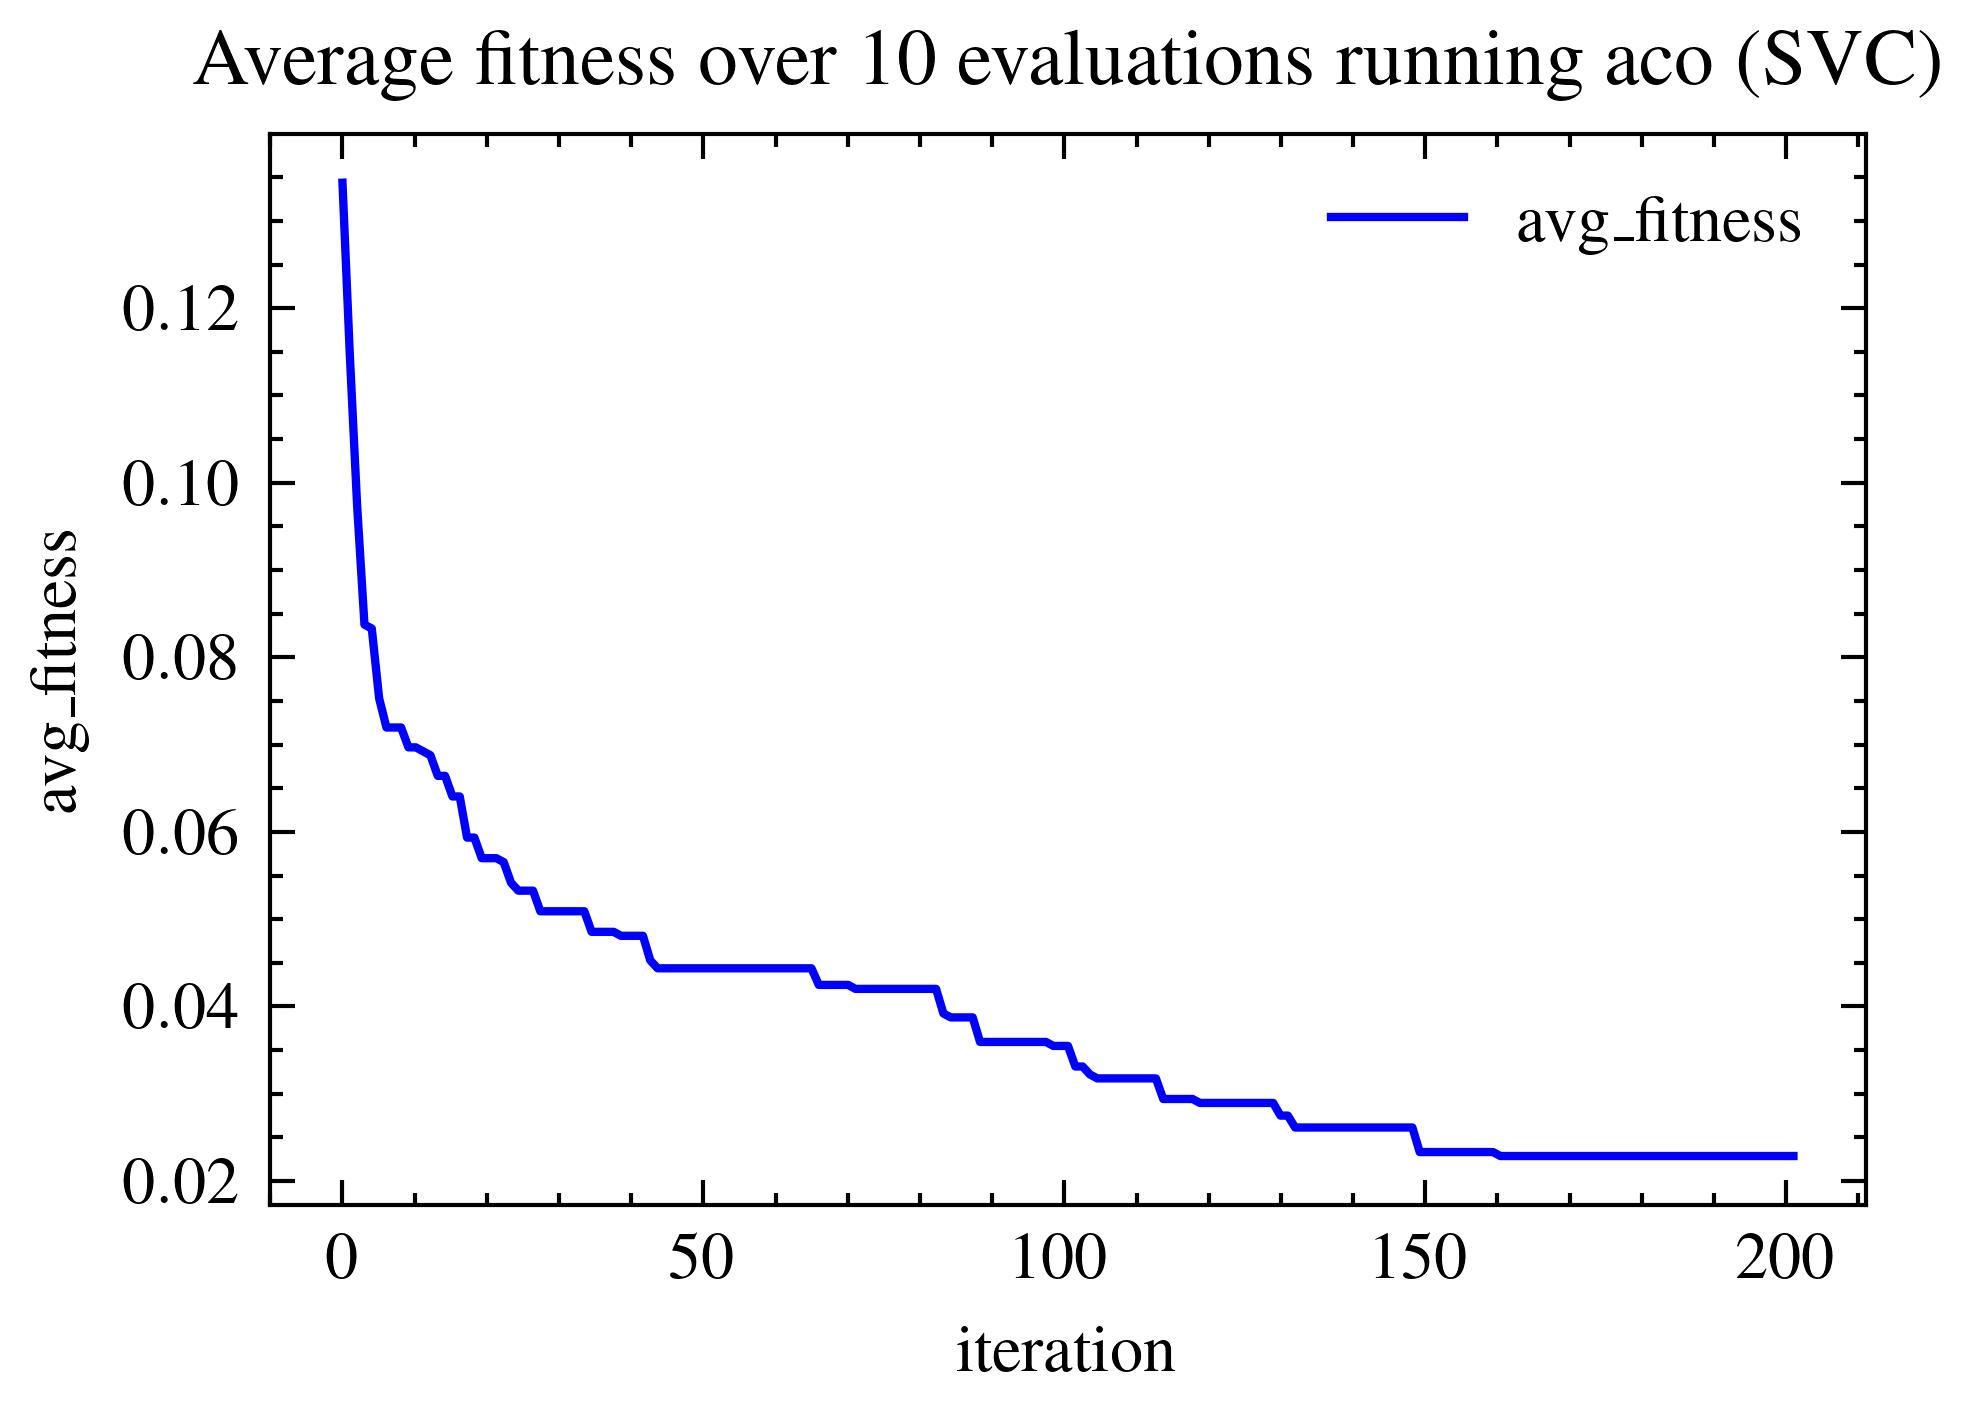 Average fitness over 10 evaluations running aco (SVC)
avg_fitness
0.12
0.10
0.08
0.06
0.04
0.02
avg_fitness
0 50 100 150 200
iteration